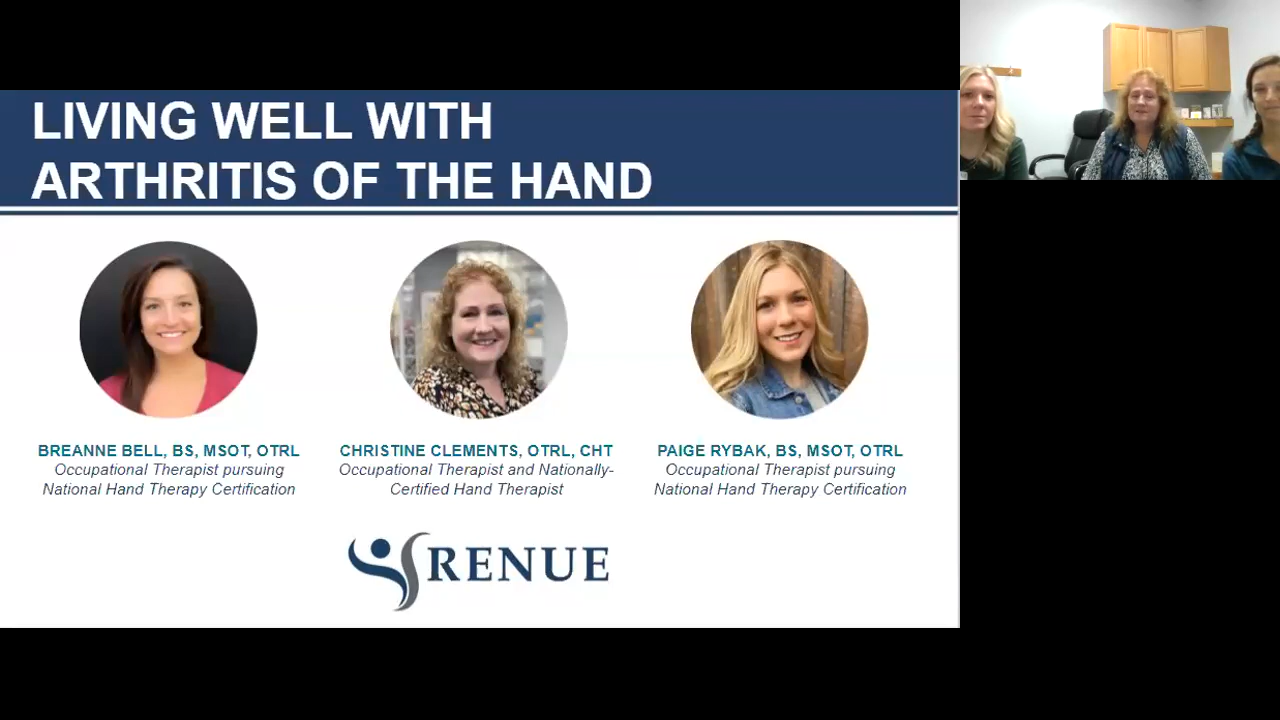 LIVING WELL WITH
ARTHRITIS OF THE HAND
BREANNE BELL, BS, MSOT, OTRL
Occupational Therapist pursuing
National Hand Therapy Certification
CHRISTINE CLEMENTS, OTRL, CHT
Occupational Therapist and Nationally-
Certified Hand Therapist
PAIGE RYBAK, BS, MSOT, OTRL
Occupational Therapist pursuing
National Hand Therapy Certification
RENUE